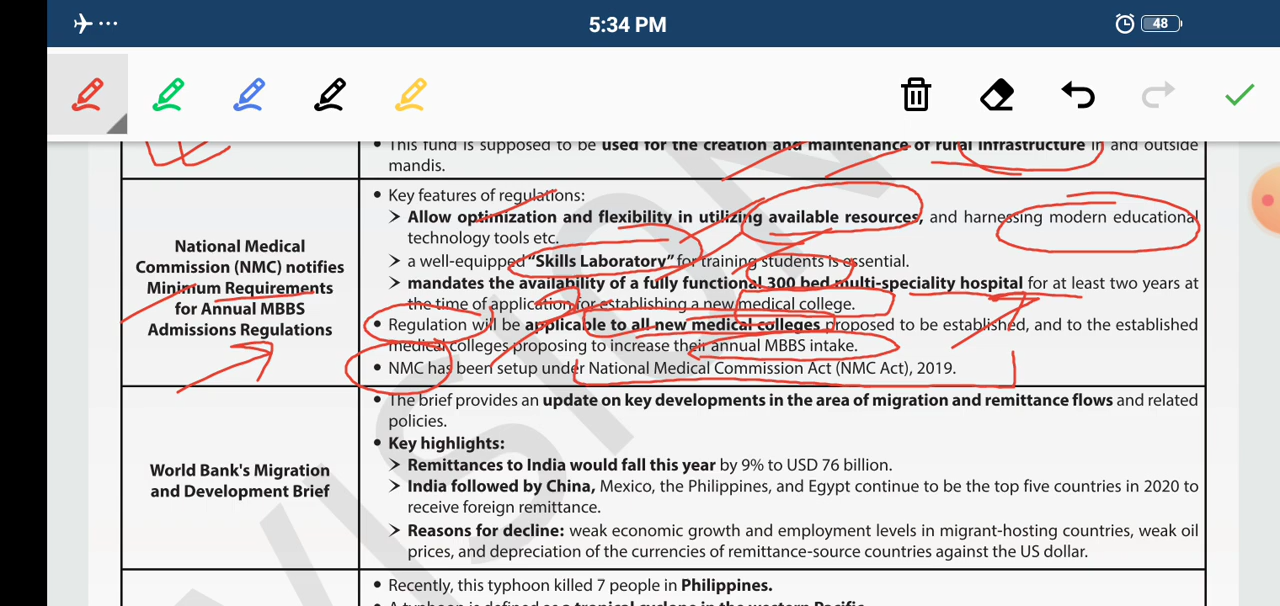 5:34 PM
48
• This fund is supposed to be used for the creation and maintenance of rural infrastructure in and outside
mandis.
National Medical
Commission (NMC) notifies
Minimum Requirements
for Annual MBBS
Admissions Regulations
• Key features of regulations:
➢ Allow optimization and flexibility in utilizing available resources, and harnessing modern educational
technology tools etc.
➢ a well-equipped "Skills Laboratory" for training students is essential.
➢ mandates the availability of a fully functional 300 bed multi-speciality hospital for at least two years at
the time of application for establishing a new medical college.
• Regulation will be applicable to all new medical colleges proposed to be established, and to the established
medical colleges proposing to increase their annual MBBS intake.
• NMC has been setup under National Medical Commission Act (NMC Act), 2019.
World Bank's Migration
and Development Brief
• The brief provides an update on key developments in the area of migration and remittance flows and related
policies.
• Key highlights:
➢ Remittances to India would fall this year by 9% to USD 76 billion.
➢ India followed by China, Mexico, the Philippines, and Egypt continue to be the top five countries in 2020 to
receive foreign remittance.
➢ Reasons for decline: weak economic growth and employment levels in migrant-hosting countries, weak oil
prices, and depreciation of the currencies of remittance-source countries against the US dollar.
• Recently, this typhoon killed 7 people in Philippines.
• A typhoon is defined as a tropical cyclone in the western Pacific